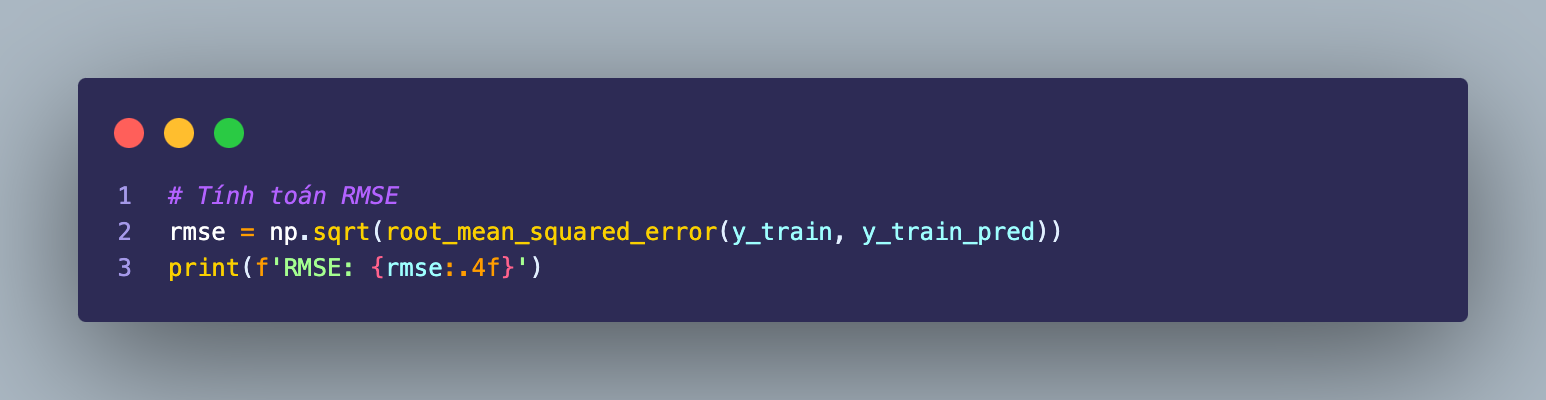 1 # Tính toán RMSE
2 rmse = np.sqrt(root_mean_squared_error(y_train, y_train_pred))
3 print(f'RMSE: {rmse:.4f}')